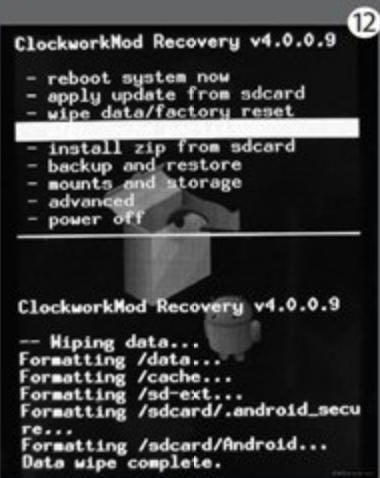 12
ClockworkMod Recovery v4.0.0.9
- reboot system now
- apply update from sdcard
- wipe data/factory reset
- install zip from sdcard
- backup and restore
- mounts and storage
- advanced
- power off
ClockworkMod Recovery v4.0.0.9
-- Wiping data...
Formatting /data...
Formatting /cache...
Formatting /sd-ext...
Formatting /sdcard/.android_secu
re...
Formatting /sdcard/Android...
Data wipe complete.